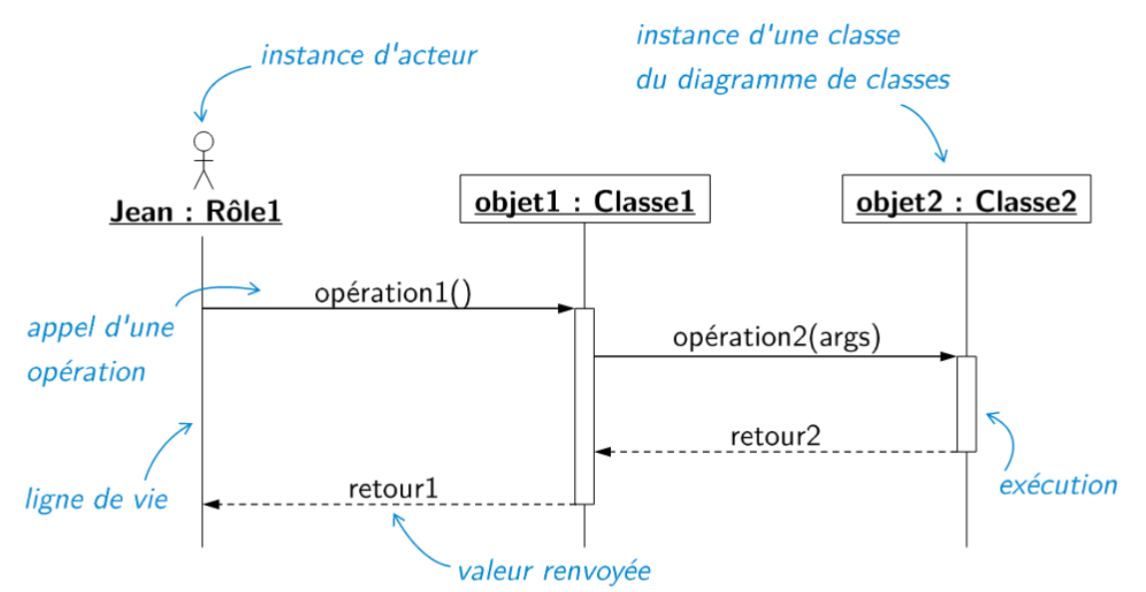 instance d'acteur
instance d'une classe
du diagramme de classes
Jean : Rôle1
objet1 : Classe1
objet2 : Classe2
opération1()
appel d'une
opération
opération2(args)
retour2
ligne de vie
retour1
exécution
valeur renvoyée